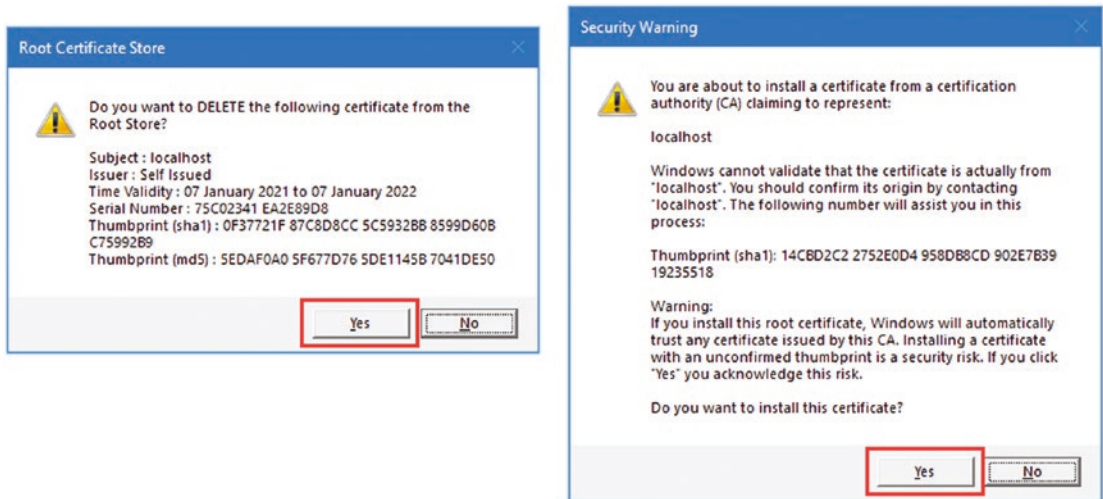 Root Certificate Store
Do you want to DELETE the following certificate from the
Root Store?
Subject : localhost
Issuer : Self Issued
Time Validity : 07 January 2021 to 07 January 2022
Serial Number : 75C02341 EA2E89D8
Thumbprint (sha1) : 0F37721F 87C8D8CC 5C5932BB 8599D60B
C75992B9
Thumbprint (md5) : 5EDAF0A0 5F677D76 5DE1145B 7041DE50
Yes
No
Security Warning
You are about to install a certificate from a certification
authority (CA) claiming to represent:
localhost
Windows cannot validate that the certificate is actually from
"localhost". You should confirm its origin by contacting
"localhost". The following number will assist you in this
process:
Thumbprint (sha1): 14CBD2C2 2752E0D4 958DB8CD 902E7B39
19235518
Warning:
If you install this root certificate, Windows will automatically
trust any certificate issued by this CA. Installing a certificate
with an unconfirmed thumbprint is a security risk. If you click
"Yes" you acknowledge this risk.
Do you want to install this certificate?
Yes
No